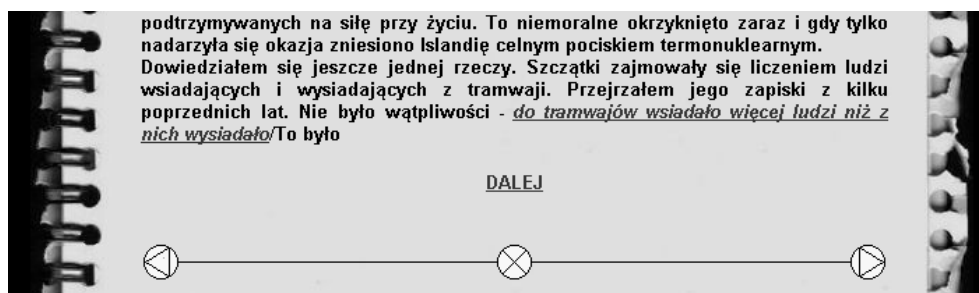 podtrzymywanych na siłę przy życiu. To niemoralne okrzyknięto zaraz i gdy tylko
nadarzyła się okazja zniesiono Islandię celnym pociskiem termonuklearnym.
Dowiedziałem się jeszcze jednej rzeczy. Szczątki zajmowały się liczeniem ludzi
wsiadających i wysiadających z tramwaji. Przejrzałem jego zapiski z kilku
poprzednich lat. Nie było wątpliwości - do tramwajów wsiadało więcej ludzi niż z
nich wysiadało/To było
DALEJ